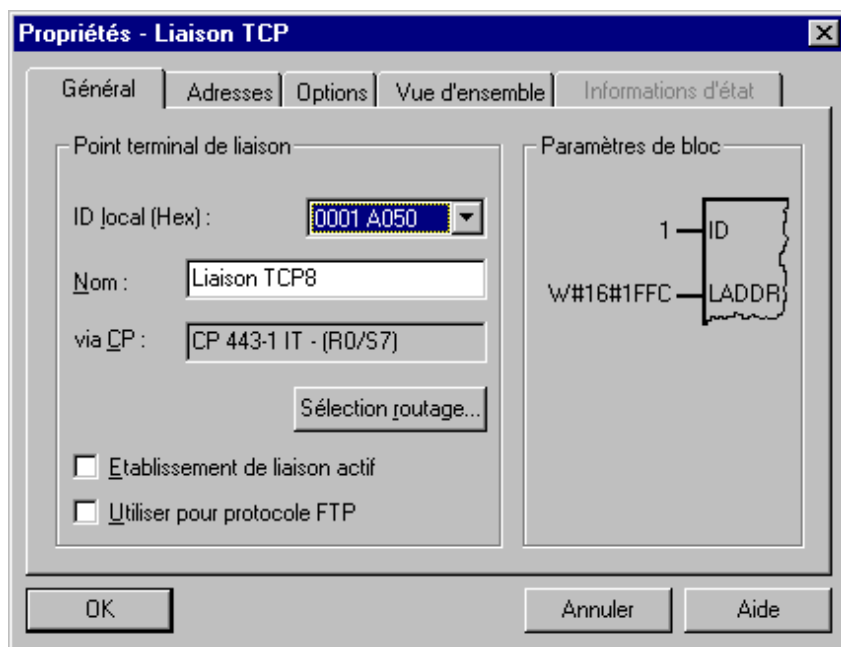 Propriétés - Liaison TCP
Général Adresses Options Vue d'ensemble Informations d'état
Point terminal de liaison
ID local (Hex) : 0001 A050
Nom : Liaison TCP8
via CP : CP 443-1 IT - (R0/S7)
Sélection routage...
Etablissement de liaison actif
Utiliser pour protocole FTP
Paramètres de bloc
1 ID
W#16#1FFC LADDR
OK Annuler Aide